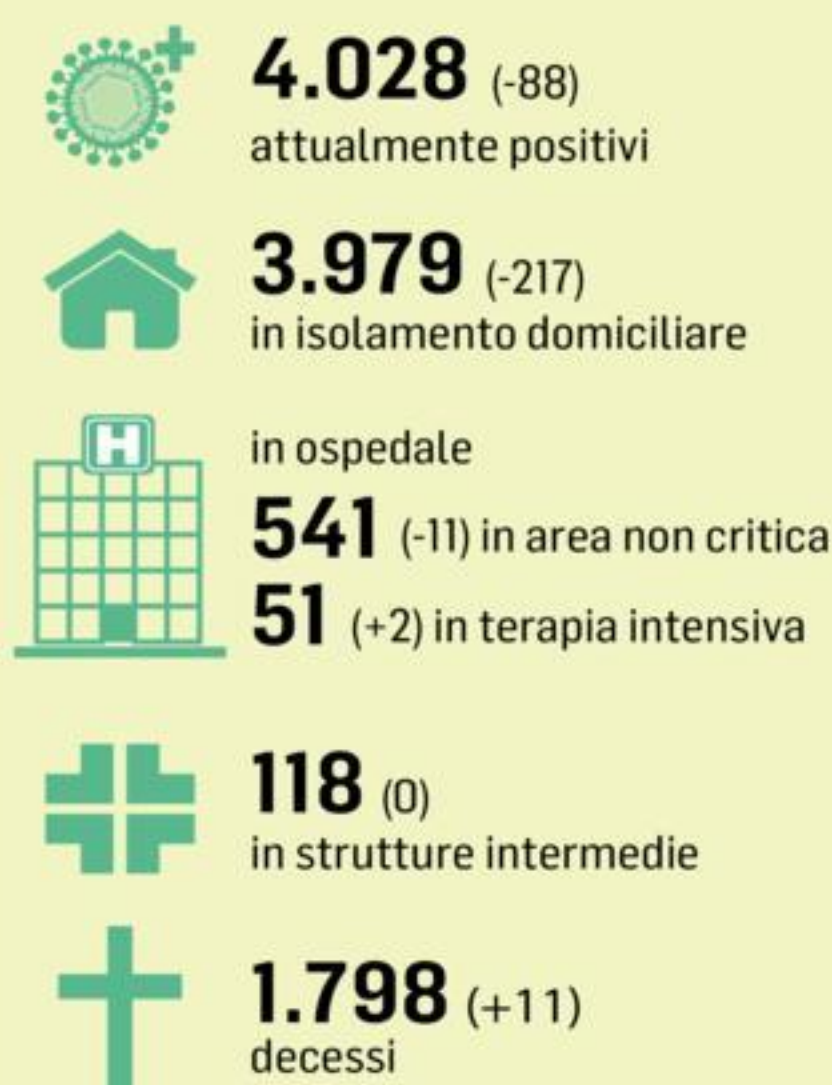 4.028 (-88)
attualmente positivi
3.979 (-217)
in isolamento domiciliare
H
in ospedale
541 (-11) in area non critica
51 (+2) in terapia intensiva
118 (0)
in strutture intermedie
1.798 (+11)
decessi